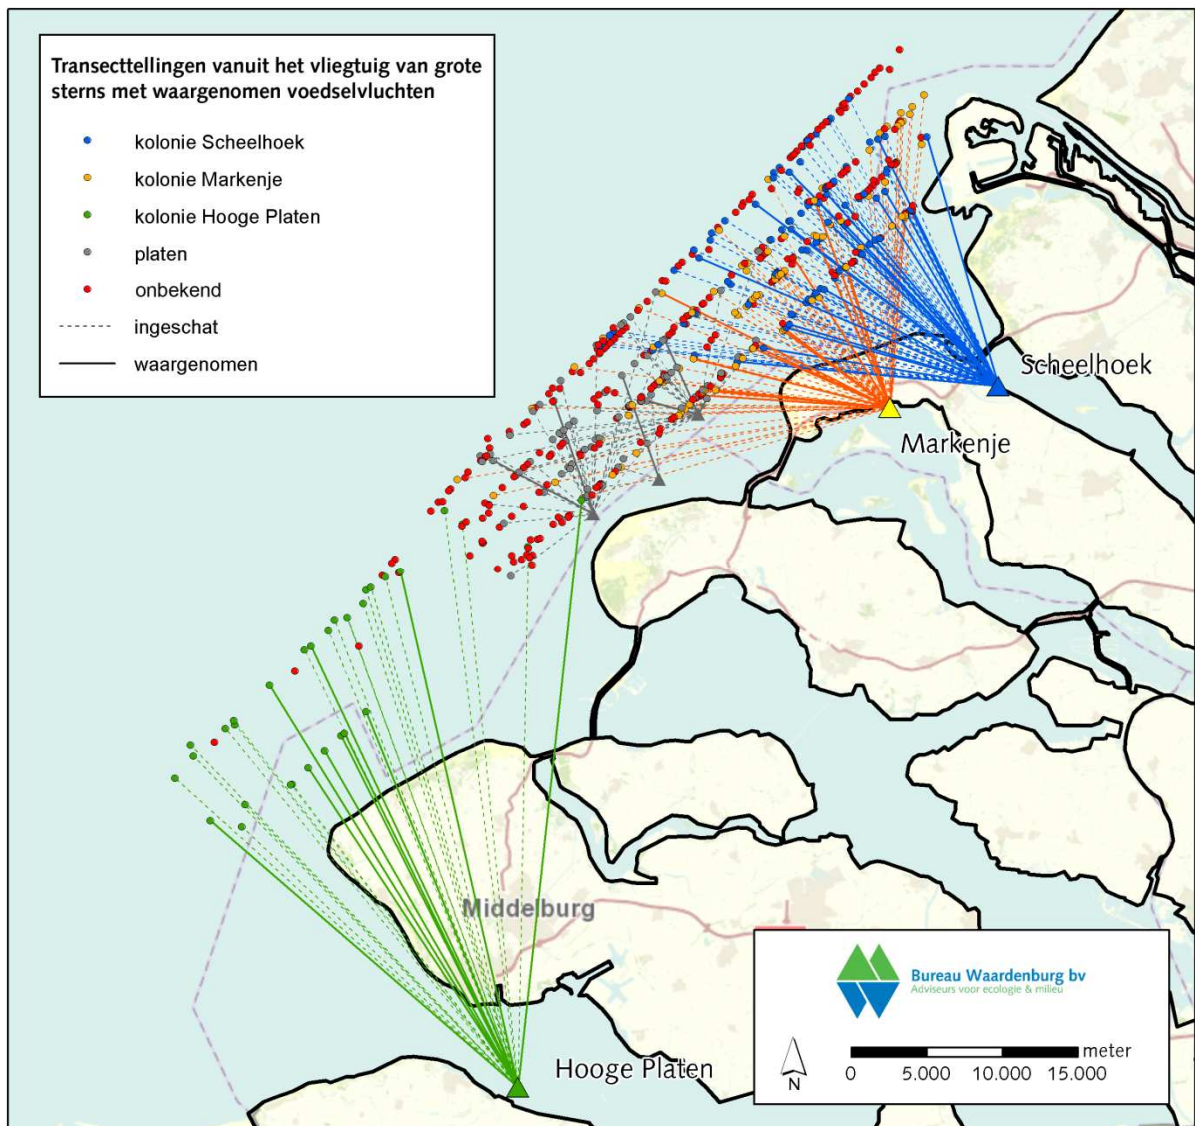 Transecttellingen vanuit het vliegtuig van grote
sterns met waargenomen voedselvluchten
kolonie Scheelhoek
kolonie Markenje
kolonie Hooge Platen
platen
onbekend
ingeschat
waargenomen
Scheelhoek
Markenje
Middelburg
Hooge Platen
Bureau Waardenburg bv
Adviseurs voor ecologie & milieu
N
meter
0 5.000 10.000 15.000